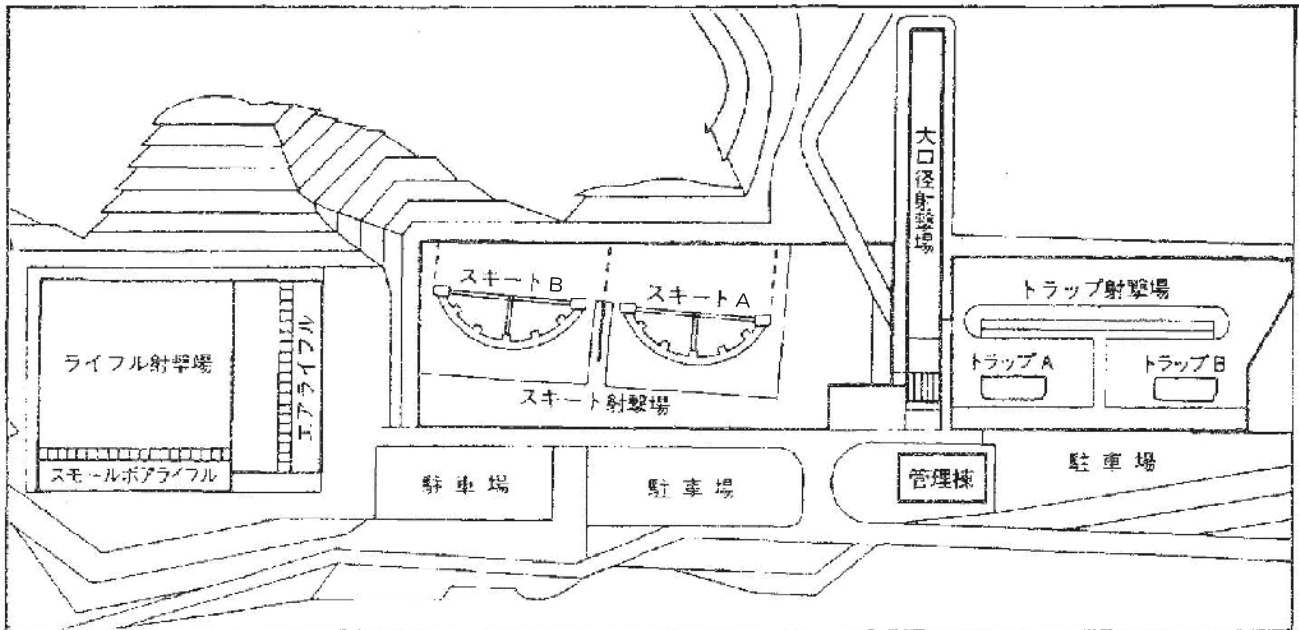 大口径射撃場
スキートB
スキートA
トラップ射撃場
エアライフル
ライフル射撃場
トラップA
トラップB
スキート射撃場
スモールボアライフル
駐車場
駐車場
管理棟
駐車場